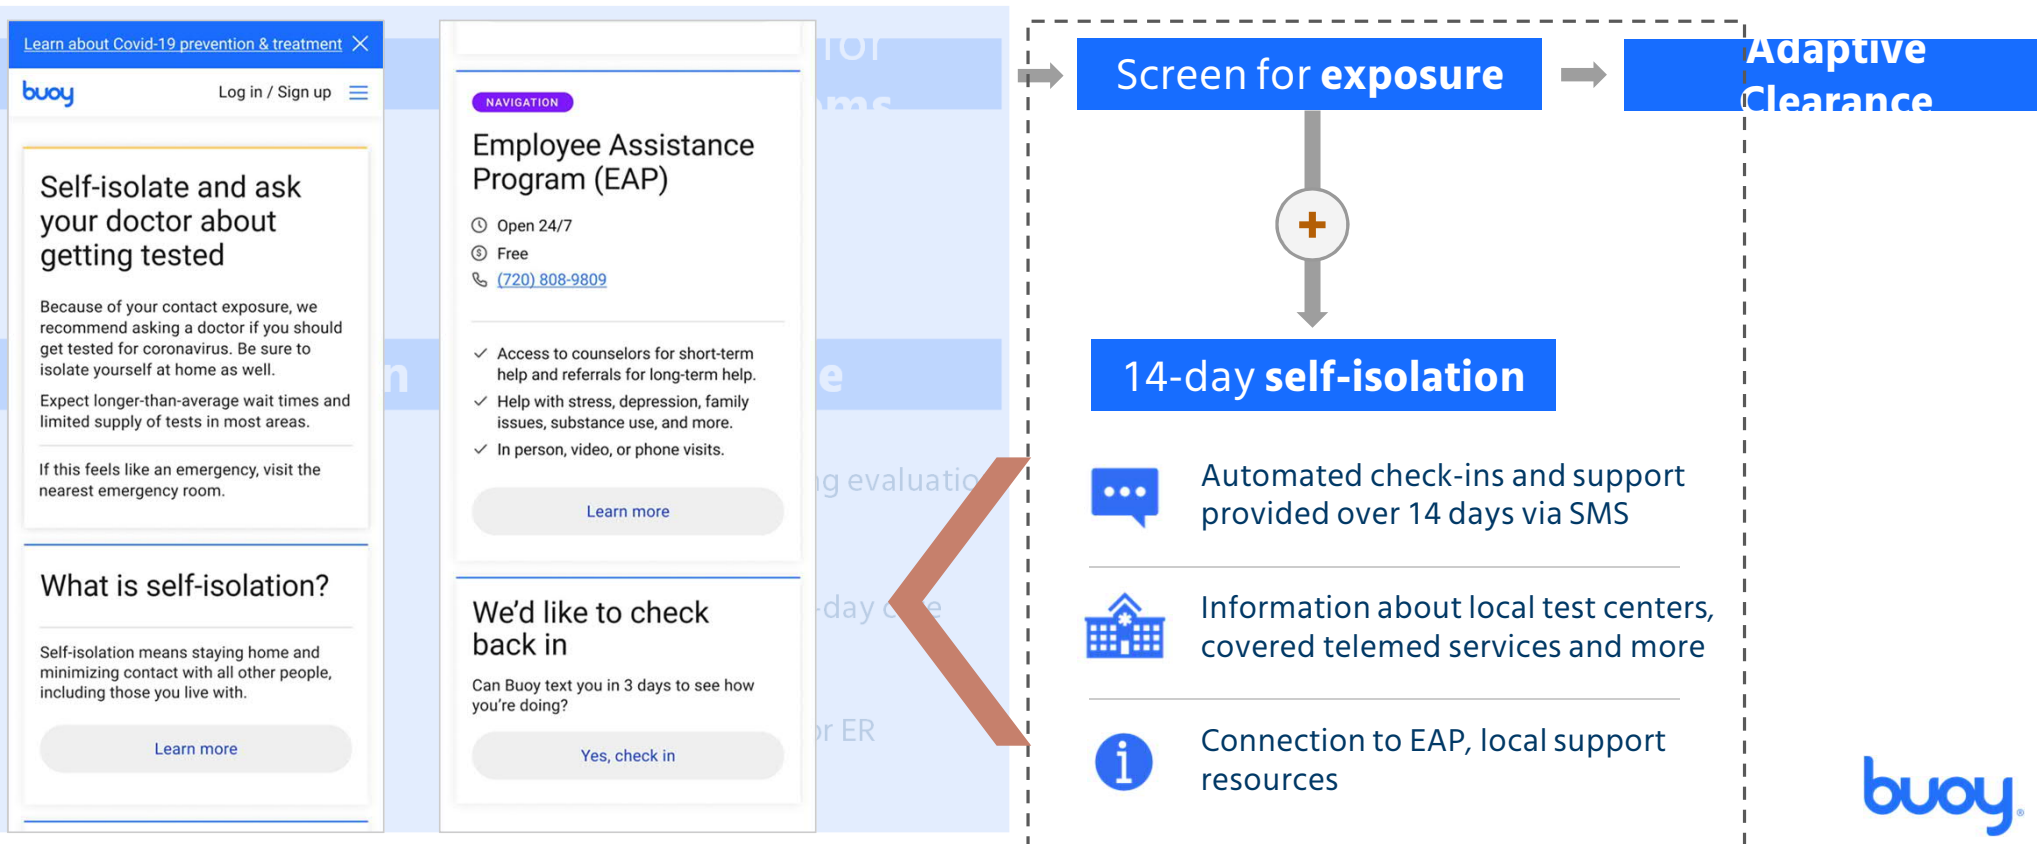 Learn about Covid-19 prevention & treatment
buoy
Log in / Sign up
Self-isolate and ask
your doctor about
getting tested
Because of your contact exposure, we
recommend asking a doctor if you should
get tested for coronavirus. Be sure to
isolate yourself at home as well.
Expect longer-than-average wait times and
limited supply of tests in most areas.
If this feels like an emergency, visit the
nearest emergency room.
What is self-isolation?
Self-isolation means staying home and
minimizing contact with all other people,
including those you live with.
Learn more
NAVIGATION
Employee Assistance
Program (EAP)
Open 24/7
Free
(720) 808-9809
Access to counselors for short-term
help and referrals for long-term help.
Help with stress, depression, family
issues, substance use, and more.
In person, video, or phone visits.
Learn more
We'd like to check
back in
Can Buoy text you in 3 days to see how
you're doing?
Yes, check in
for
or ER
Screen for exposure
Adaptive
Clearance
14-day self-isolation
Automated check-ins and support
provided over 14 days via SMS
Information about local test centers,
covered telemed services and more
Connection to EAP, local support
resources
buoy